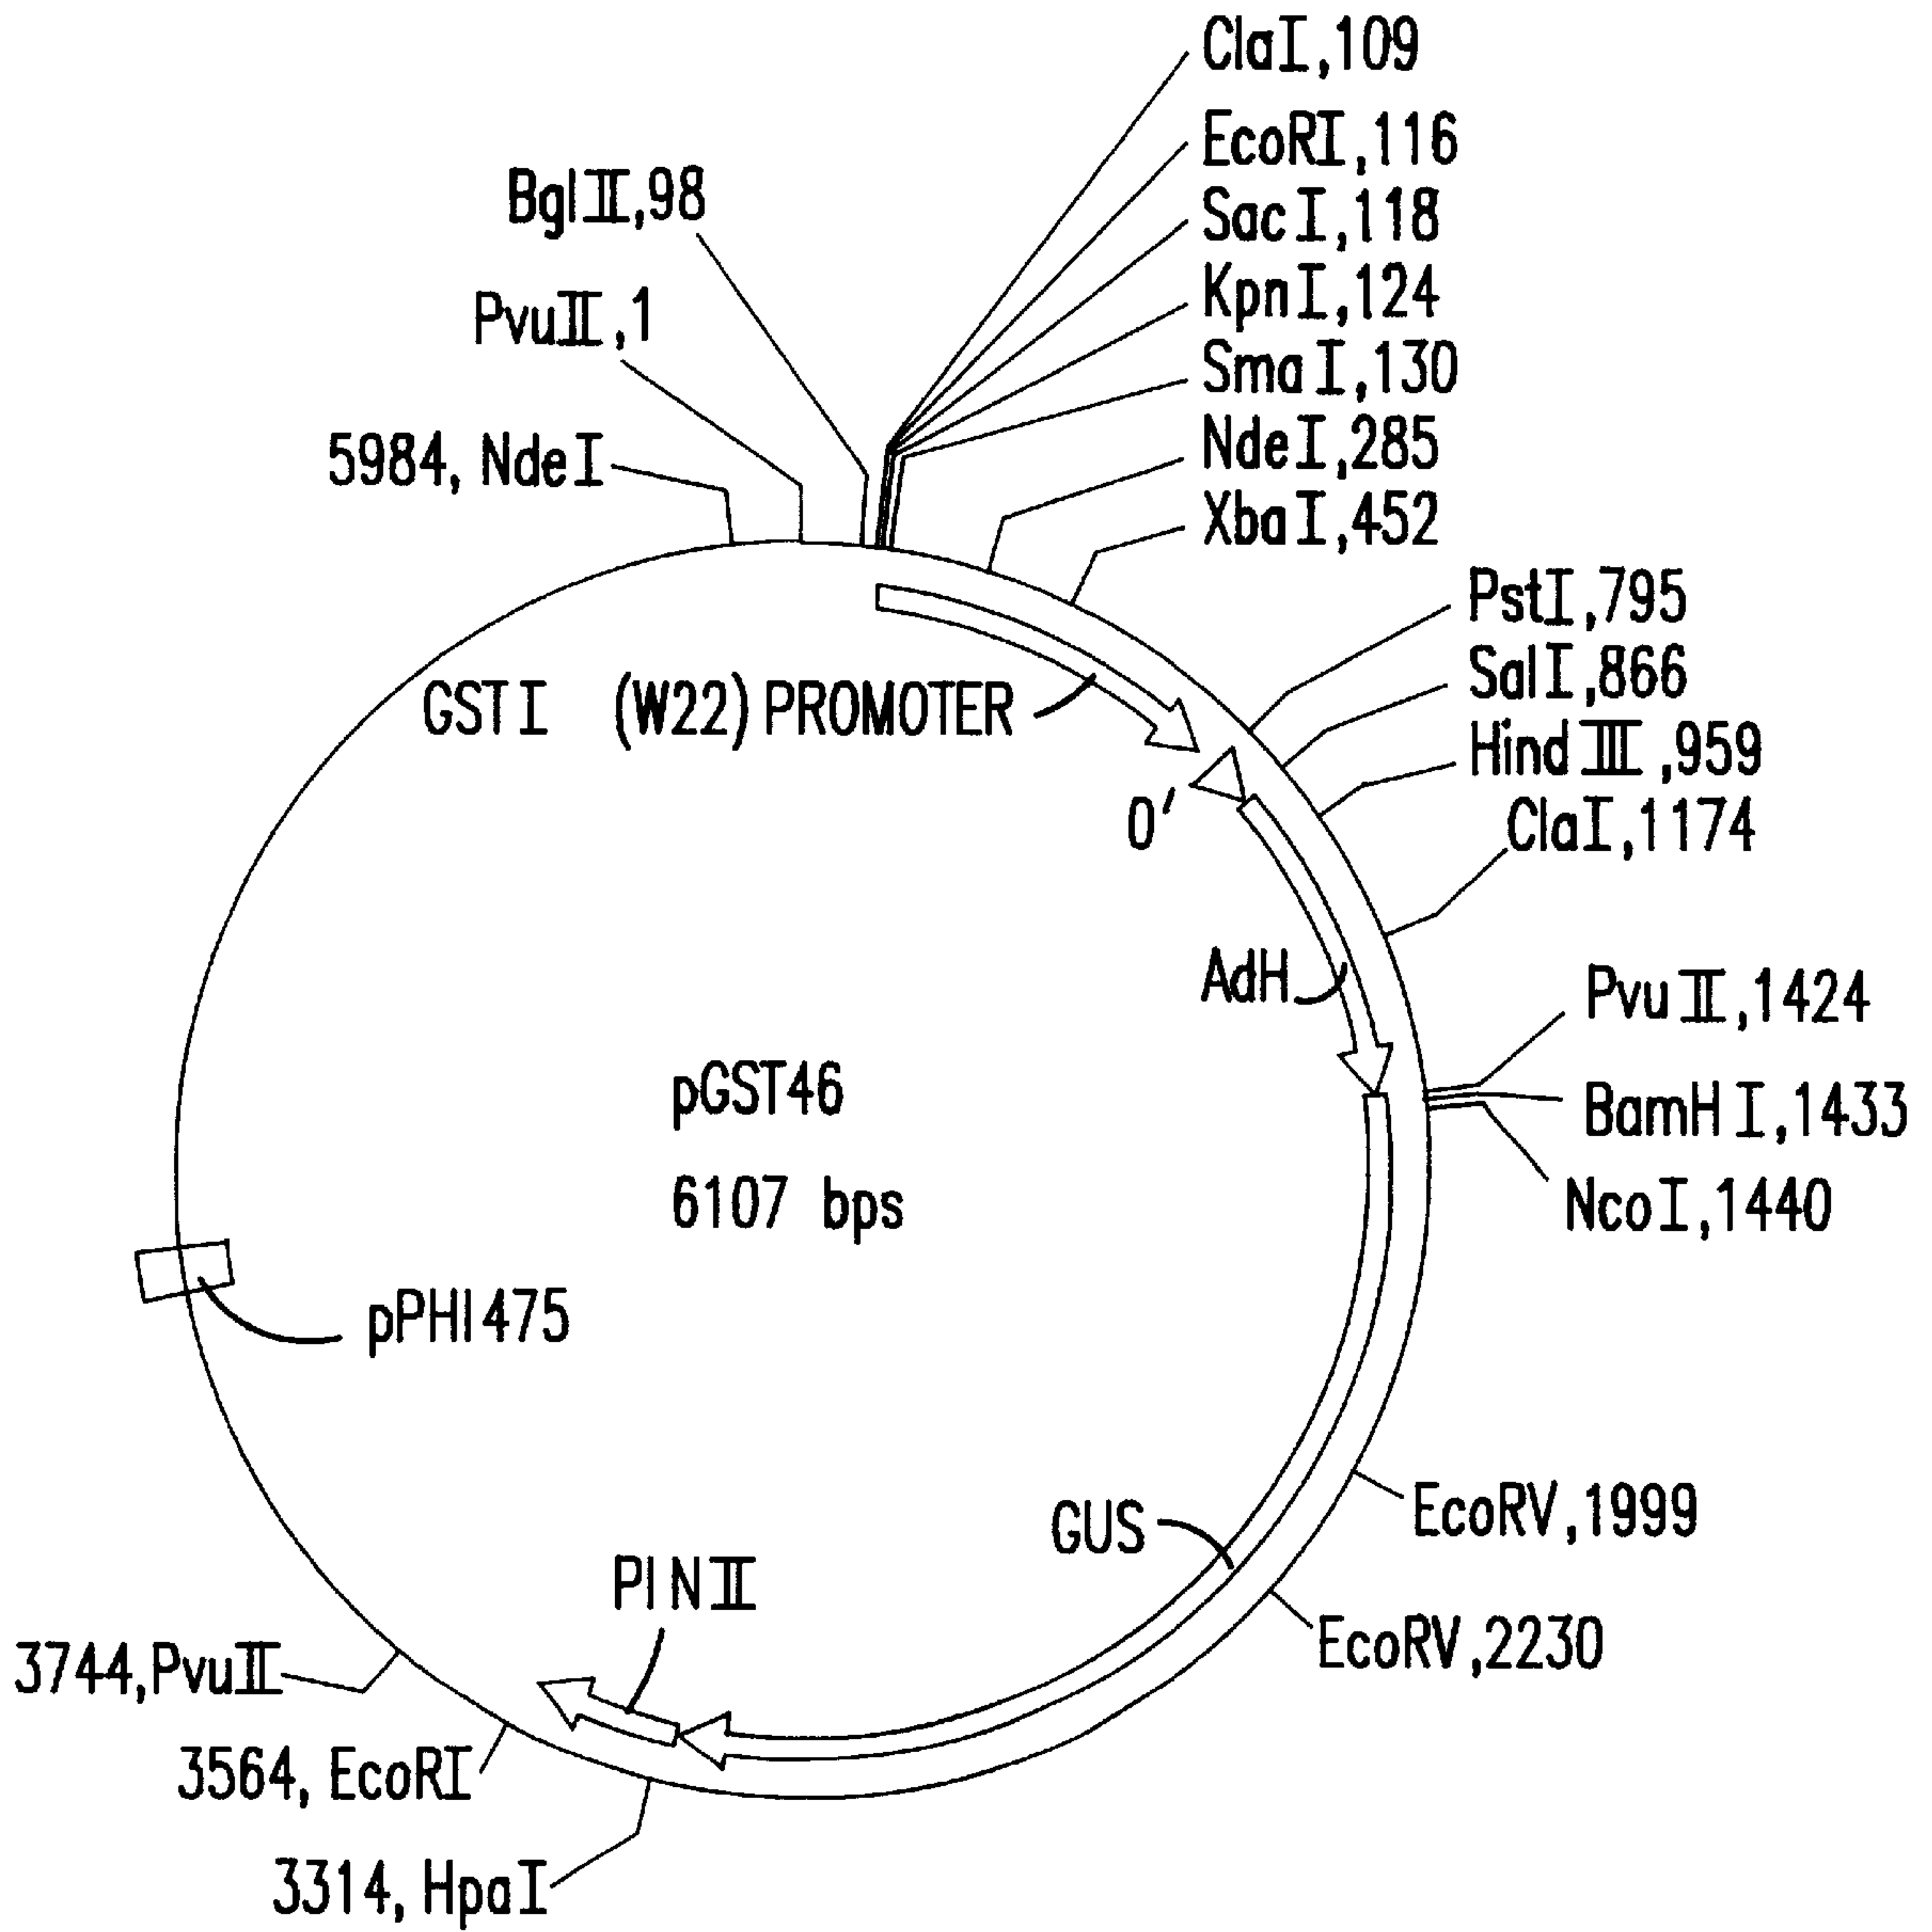 ClaI,109
EcoRI,116
BglII,98
SacI,118
KpnI,124
PvuII,1
SmaI,130
NdeI,285
5984, NdeI
XbaI,452
PstI,795
SalI,866
GSTI (W22) PROMOTER
HindIII,959
O'
ClaI,1174
AdH
PvuII,1424
pGST46
BamHI,1433
6107 bps
NcoI,1440
pPHI475
EcoRV,1999
GUS
PINII
EcoRV,2230
3744,PvuII
3564, EcoRI
3314, HpaI